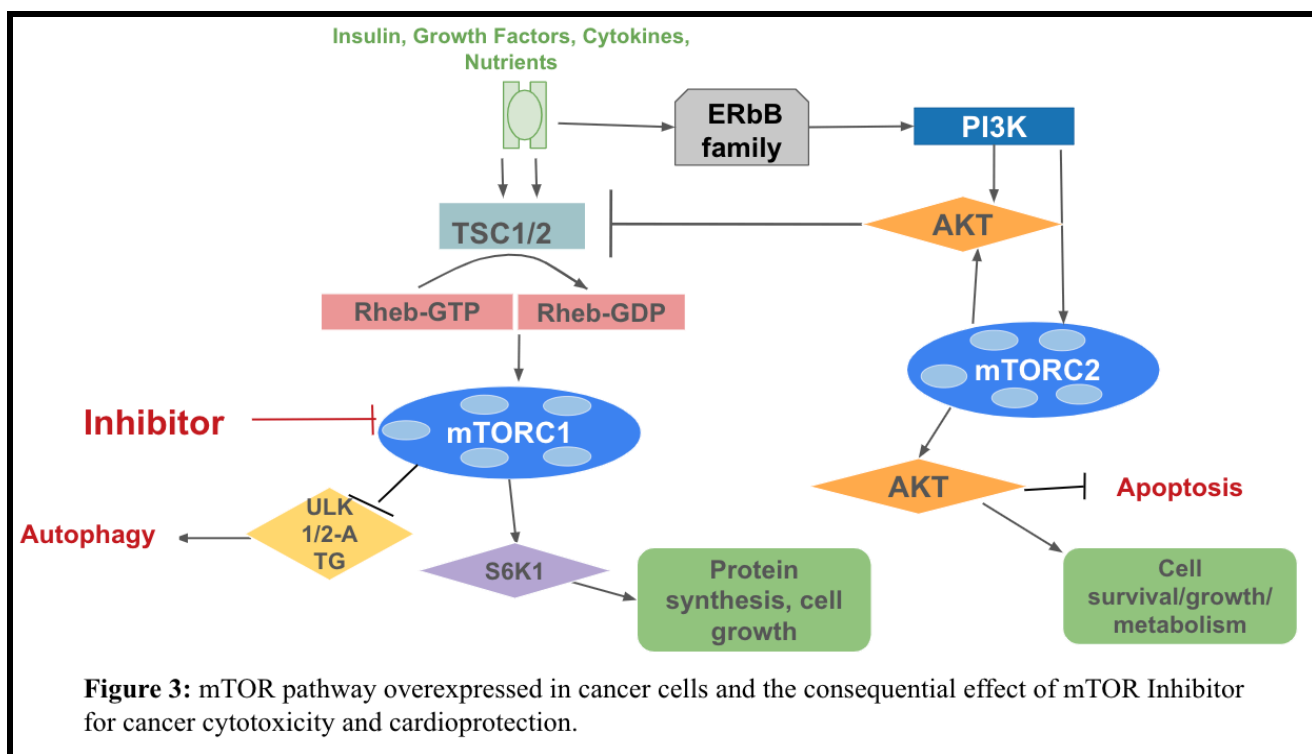 Insulin, Growth Factors, Cytokines,
Nutrients
ERbB
family
PI3K
TSC1/2
AKT
Rheb-GTP
Rheb-GDP
mTORC2
Inhibitor
mTORC1
AKT
Apoptosis
ULK
1/2-A
TG
Autophagy
S6K1
Protein
synthesis, cell
growth
Cell
survival/growth/
metabolism
Figure 3: mTOR pathway overexpressed in cancer cells and the consequential effect of mTOR Inhibitor
for cancer cytotoxicity and cardioprotection.